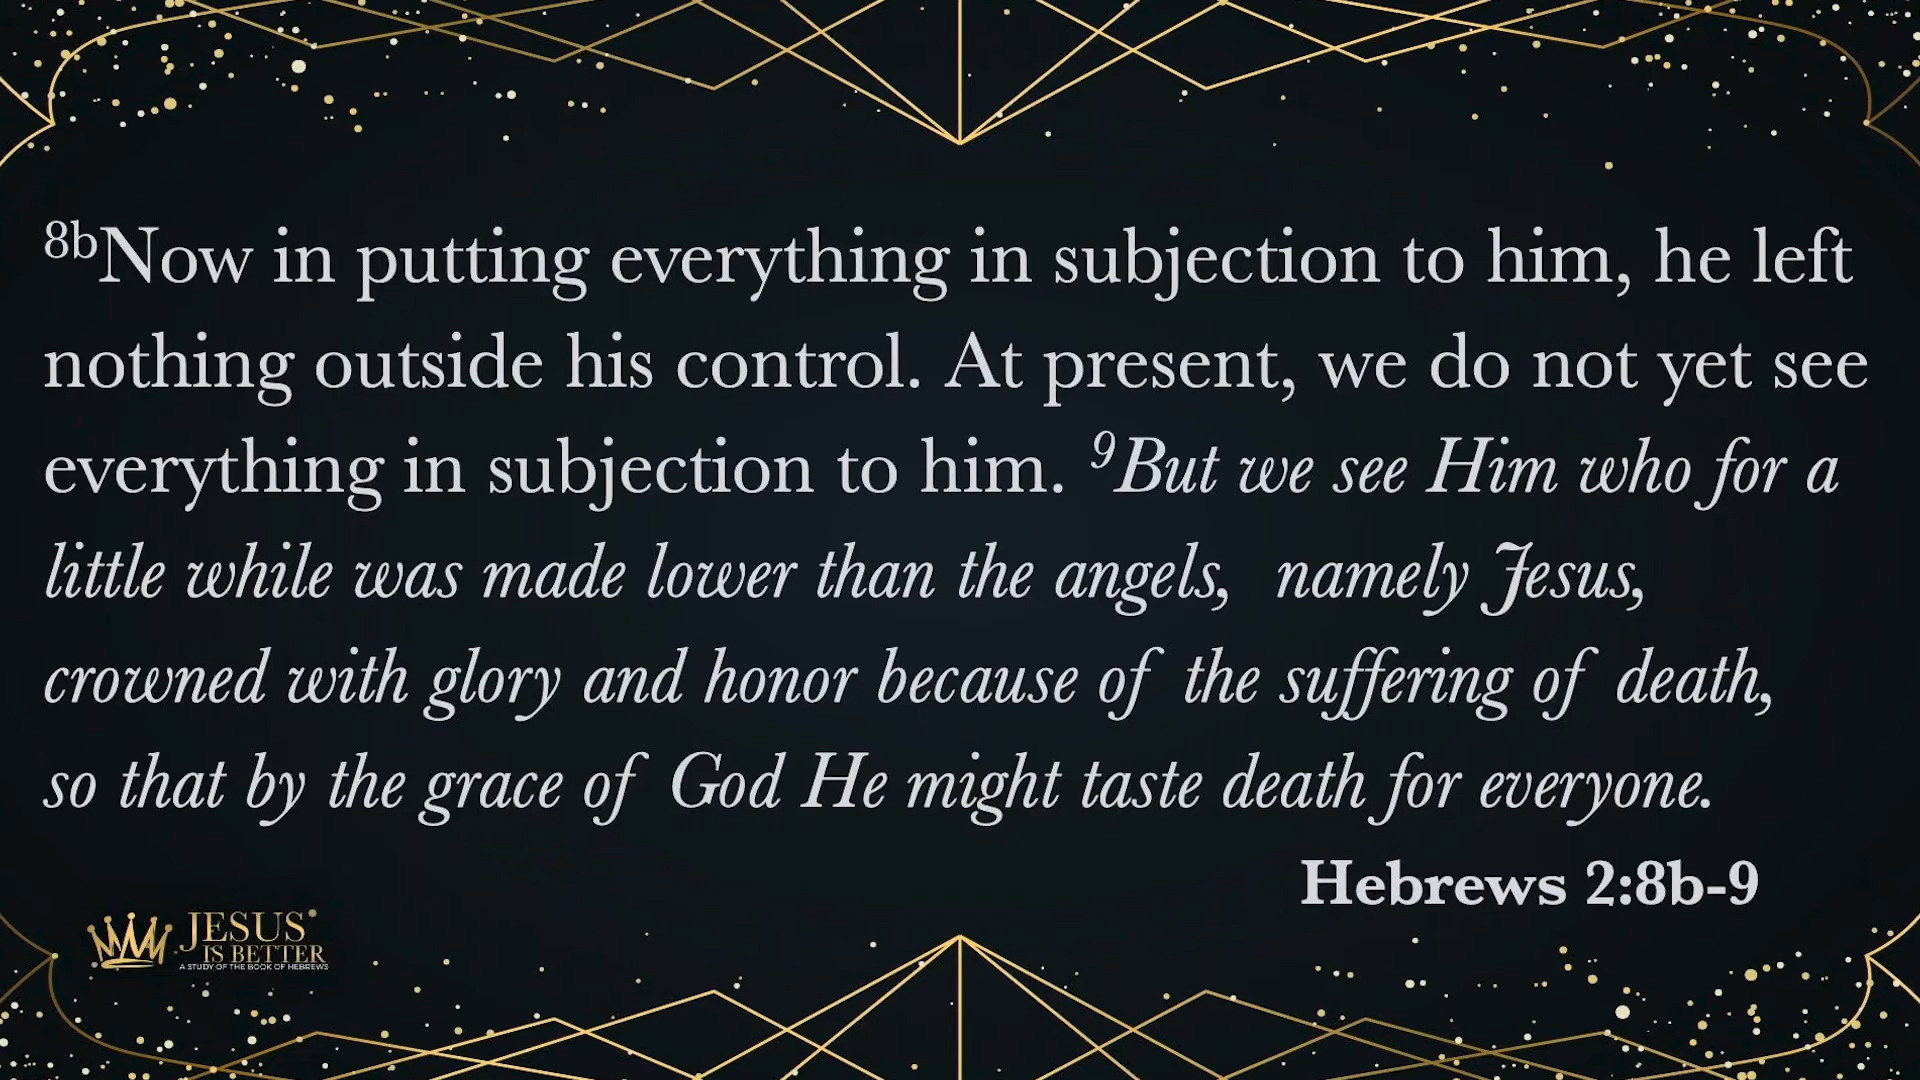 8bNow in putting everything in subjection to him, he left
nothing outside his control. At present, we do not yet see
everything in subjection to him. 9But we see Him who for a
little while was made lower than the angels, namely Jesus,
crowned with glory and honor because of the suffering of death,
so that by the grace of God He might taste death for everyone.
Hebrews 2:8b-9
JESUS
IS BETTER
A STUDY OF THE BOOK OF HEBREWS